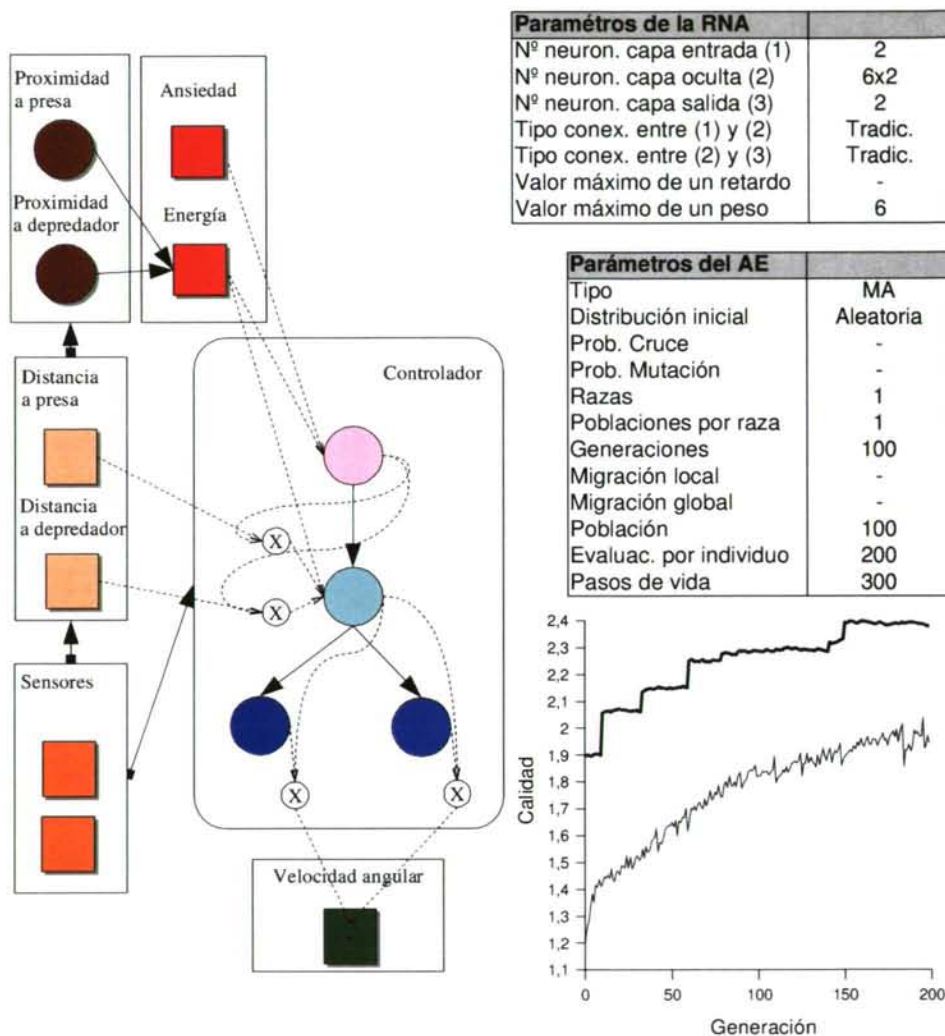 Proximidad
a presa
Proximidad
a depredador
Ansiedad
Energía
Distancia
a presa
Distancia
a depredador
Sensores
Controlador
X
X
X
X
Velocidad angular
Paramétros de la RNA
Nº neuron. capa entrada (1) 2
Nº neuron. capa oculta (2) 6x2
Nº neuron. capa salida (3) 2
Tipo conex. entre (1) y (2) Tradic.
Tipo conex. entre (2) y (3) Tradic.
Valor máximo de un retardo -
Valor máximo de un peso 6
Parámetros del AE
Tipo MA
Distribución inicial Aleatoria
Prob. Cruce -
Prob. Mutación -
Razas 1
Poblaciones por raza 1
Generaciones 100
Migración local -
Migración global -
Población 100
Evaluac. por individuo 200
Pasos de vida 300
2,4
2,3
2,2
2,1
2
1,9
1,8
1,7
1,6
1,5
1,4
1,3
1,2
1,1
Calidad
0 50 100 150 200
Generación